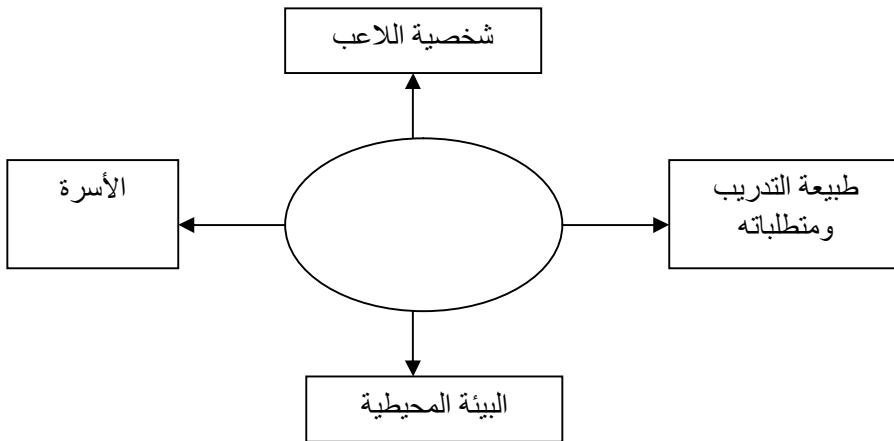 شخصية اللاعب
طبيعة التدريب
ومتطلباته
الأسرة
البيئة المحيطية